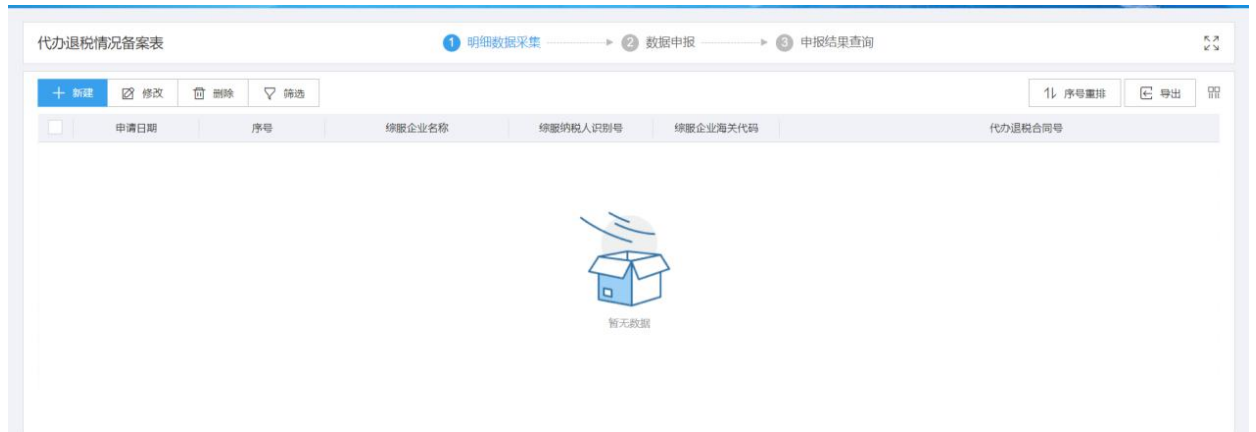 代办退税情况备案表
1 明细数据采集 2 数据申报 3 申报结果查询
新建 修改 删除 筛选 序号重排 导出
申请日期 序号 综服企业名称 综服纳税人识别号 综服企业海关代码 代办退税合同号
暂无数据